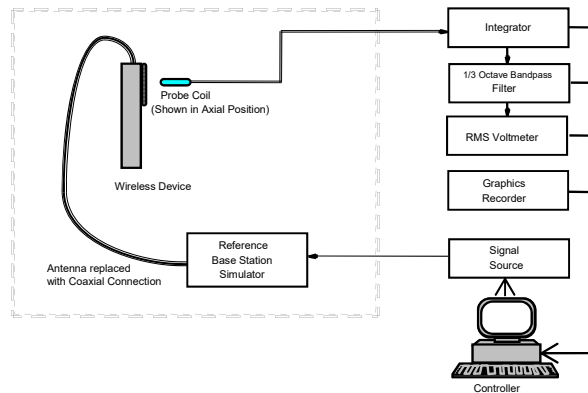 Integrator
1/3 Octave Bandpass
Filter
RMS Voltmeter
Graphics
Recorder
Probe Coil
(Shown in Axial Position)
Wireless Device
Reference
Base Station
Simulator
Signal
Source
Antenna replaced
with Coaxial Connection
Controller